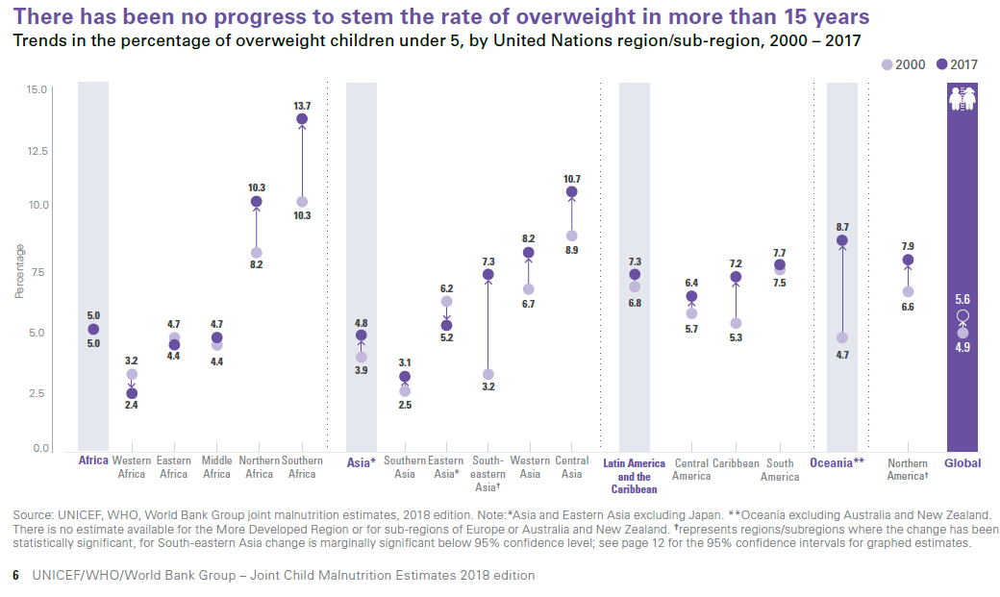 There has been no progress to stem the rate of overweight in more than 15 years
Trends in the percentage of overweight children under 5, by United Nations region/sub-region, 2000 – 2017
2000 2017
Percentage
15.0
12.5
10.0
7.5
5.0
2.5
0.0
5.0
5.0
3.2
2.4
4.7
4.4
4.7
4.4
10.3
8.2
13.7
10.3
4.8
3.9
3.1
2.5
6.2
5.2
7.3
3.2
8.2
6.7
10.7
8.9
7.3
6.8
6.4
5.7
7.2
5.3
7.7
7.5
8.7
4.7
7.9
6.6
5.6
4.9
Africa
Western
Africa
Eastern
Africa
Middle
Africa
Northern
Africa
Southern
Africa
Asia*
Southern
Asia
Eastern
Asia*
South-
eastern
Asia†
Western
Asia
Central
Asia
Latin America
and the
Caribbean
Central
America
Caribbean
South
America
Oceania**
Northern
America†
Global
Source: UNICEF, WHO, World Bank Group joint malnutrition estimates, 2018 edition. Note:*Asia and Eastern Asia excluding Japan. **Oceania excluding Australia and New Zealand.
There is no estimate available for the More Developed Region or for sub-regions of Europe or Australia and New Zealand. †represents regions/subregions where the change has been
statistically significant, for South-eastern Asia change is marginally significant below 95% confidence level; see page 12 for the 95% confidence intervals for graphed estimates.
6 UNICEF/WHO/World Bank Group – Joint Child Malnutrition Estimates 2018 edition